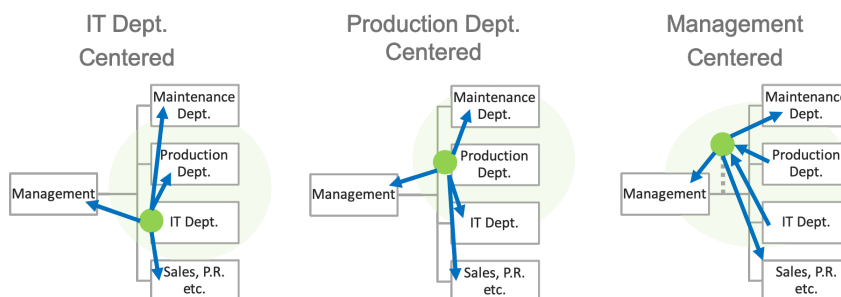 IT Dept.
Centered
Maintenance
Dept.
Production
Dept.
Management
IT Dept.
Sales, P.R.
etc.
Production Dept.
Centered
Maintenance
Dept.
Production
Dept.
Management
IT Dept.
Sales, P.R.
etc.
Management
Centered
Maintenance
Dept.
Production
Dept.
Management
IT Dept.
Sales, P.R.
etc.